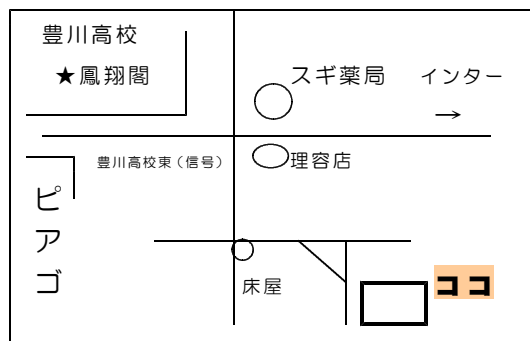 豊川高校
★鳳翔閣
スギ薬局
インター
→
豊川高校東（信号）
理容店
ピアゴ
床屋
ココ